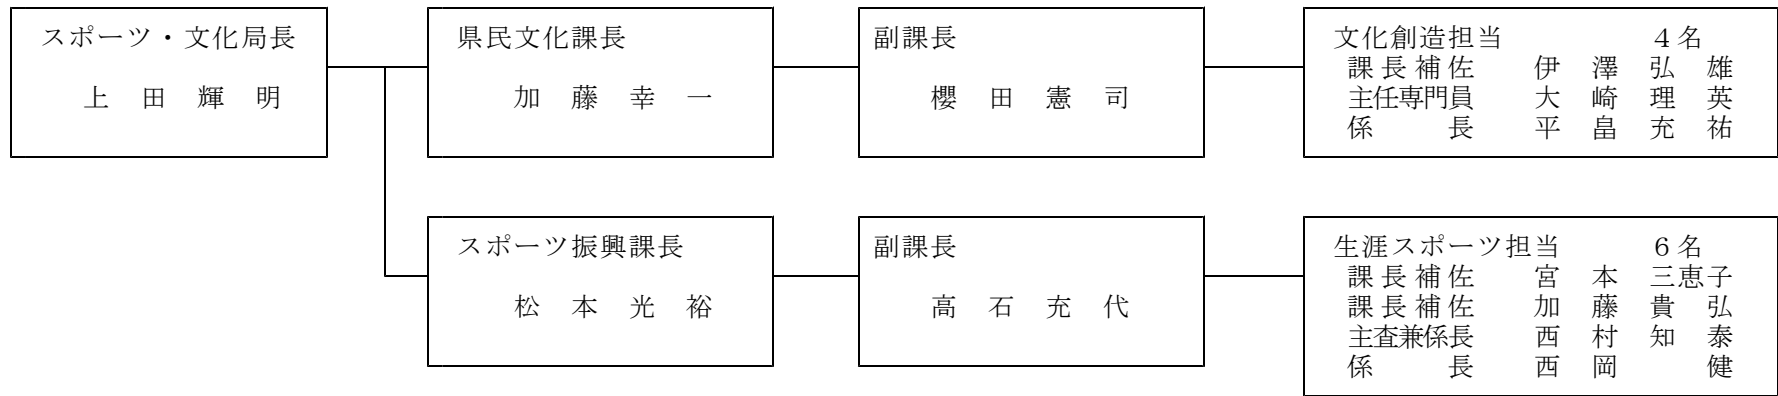 スポーツ・文化局長
上田輝明
県民文化課長
加藤幸一
副課長
櫻田憲司
文化創造担当 ４名
課長補佐 伊澤弘雄
主任専門員 大崎理英
係長 平畠充祐
スポーツ振興課長
松本光裕
副課長
高石充代
生涯スポーツ担当 ６名
課長補佐 宮本三恵子
課長補佐 加藤貴弘
主査兼係長 西村知泰
係長 西岡健